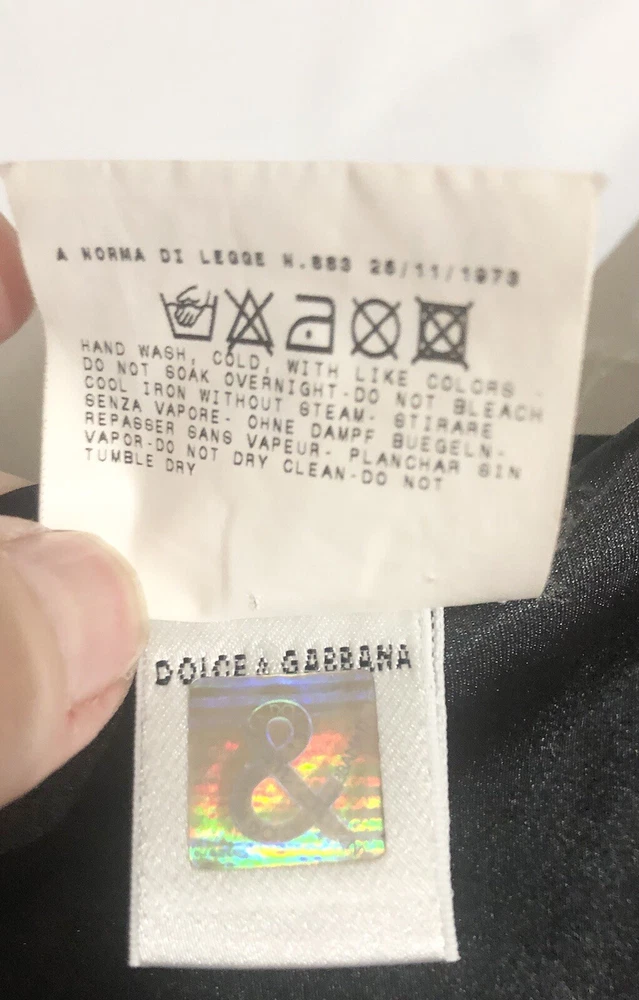 A NORMA DI LEGGE N.883 26/11/1973
HAND WASH, COLD, WITH LIKE COLORS -
DO NOT SOAK OVERNIGHT-DO NOT BLEACH
COOL IRON WITHOUT STEAM- STIRARE
SENZA VAPORE- OHNE DAMPF BUEGELN-
REPASSER SANS VAPEUR- PLANCHAR SIN
VAPOR-DO NOT DRY CLEAN-DO NOT
TUMBLE DRY
DOLCE & GABBANA
&